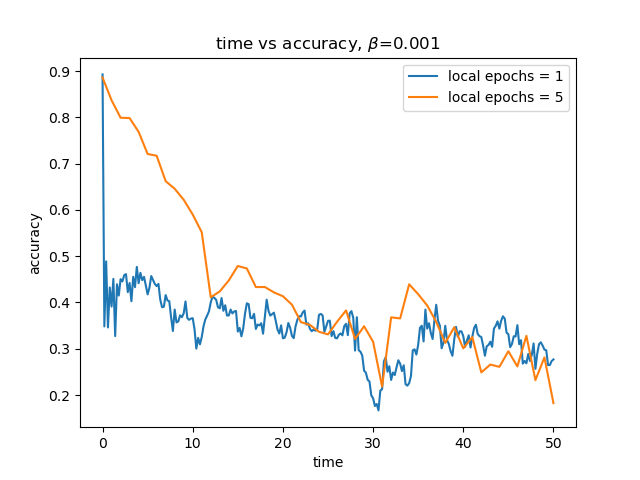 time vs accuracy, β=0.001
local epochs = 1
local epochs = 5
accuracy
0.9
0.8
0.7
0.6
0.5
0.4
0.3
0.2
0
10
20
30
40
50
time